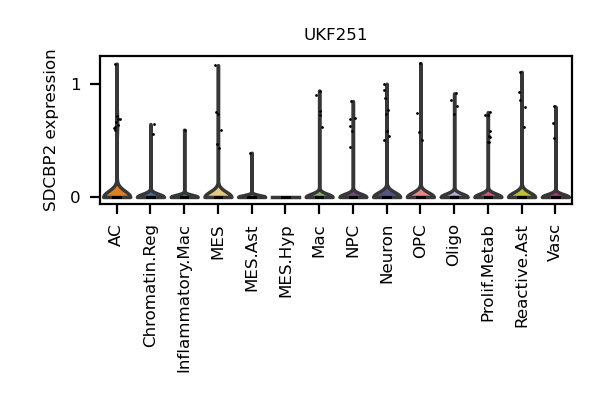 UKF251
SDCBP2 expression
1
0
AC
Chromatin.Reg
Inflammatory.Mac
MES
MES.Ast
MES.Hyp
Mac
NPC
Neuron
OPC
Oligo
Prolif.Metab
Reactive.Ast
Vasc